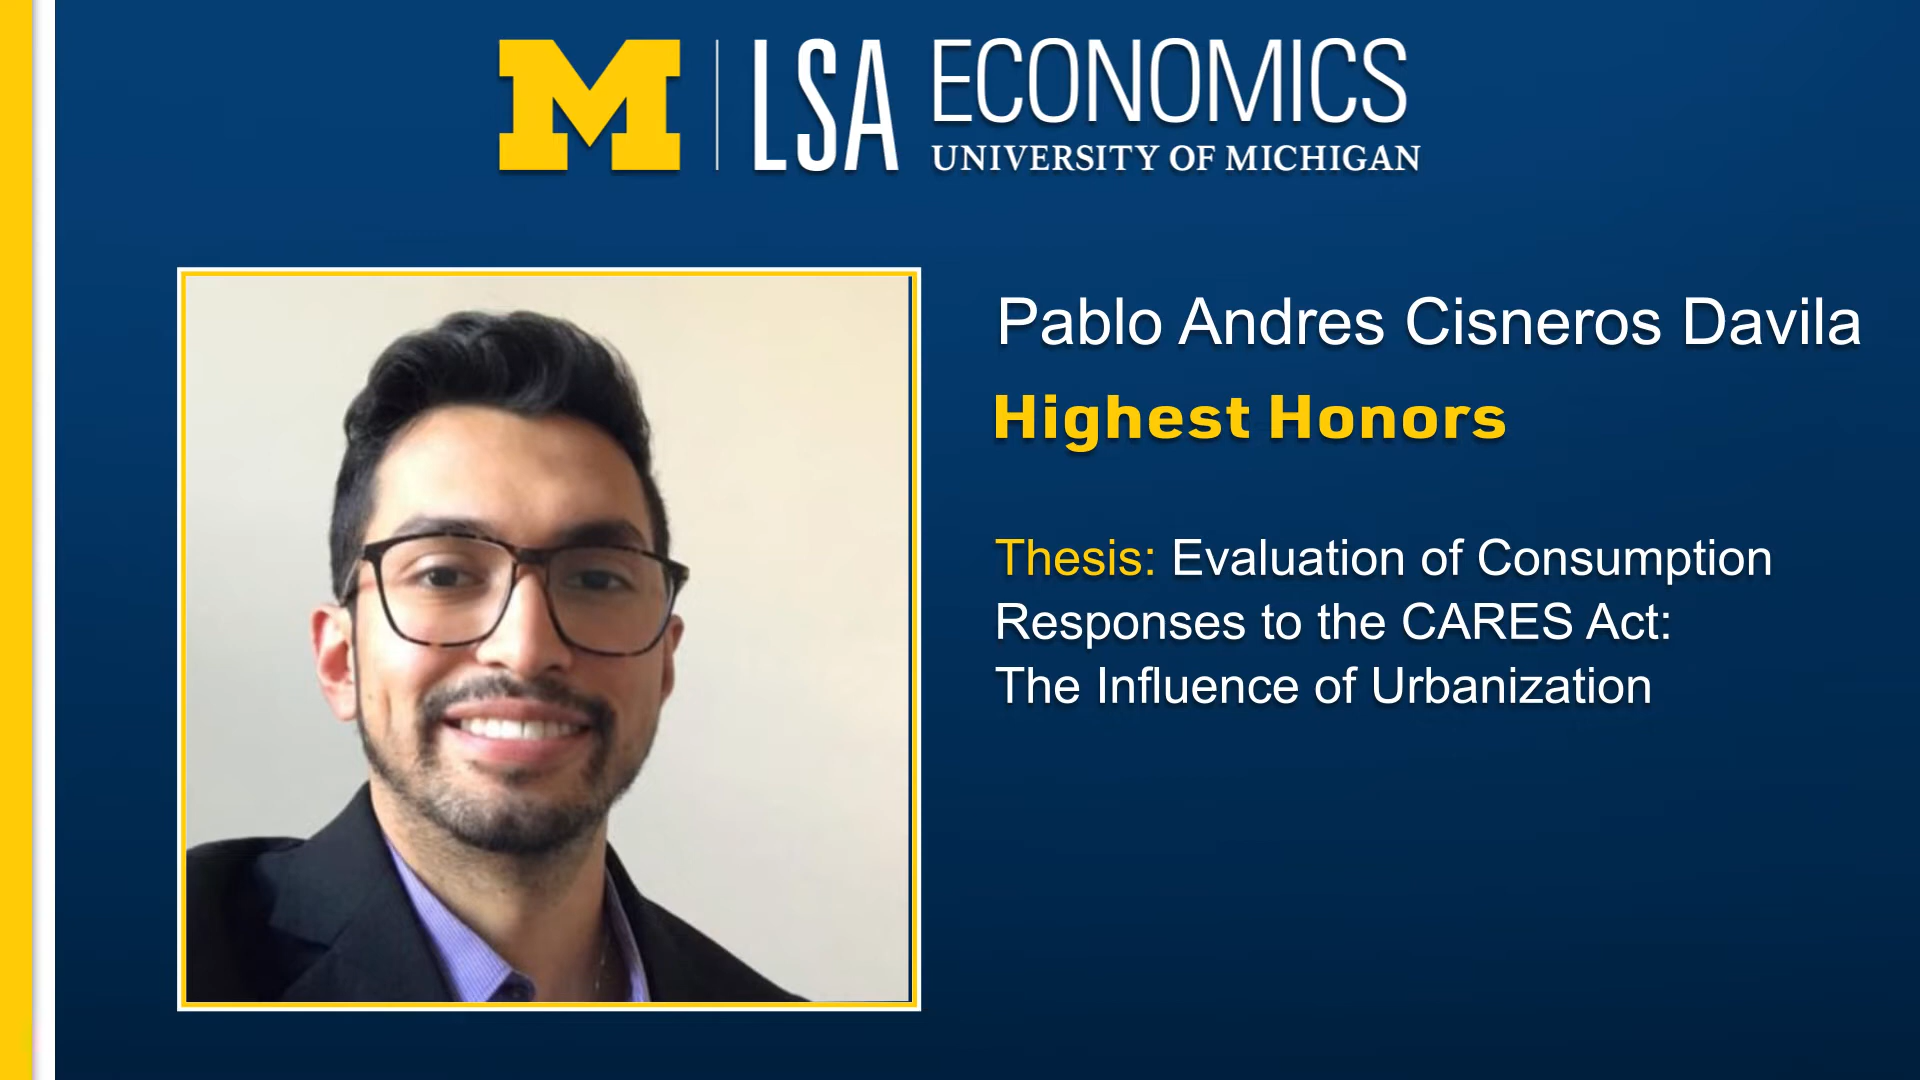 M | LSA ECONOMICS
UNIVERSITY OF MICHIGAN
Pablo Andres Cisneros Davila
Highest Honors
Thesis: Evaluation of Consumption
Responses to the CARES Act:
The Influence of Urbanization